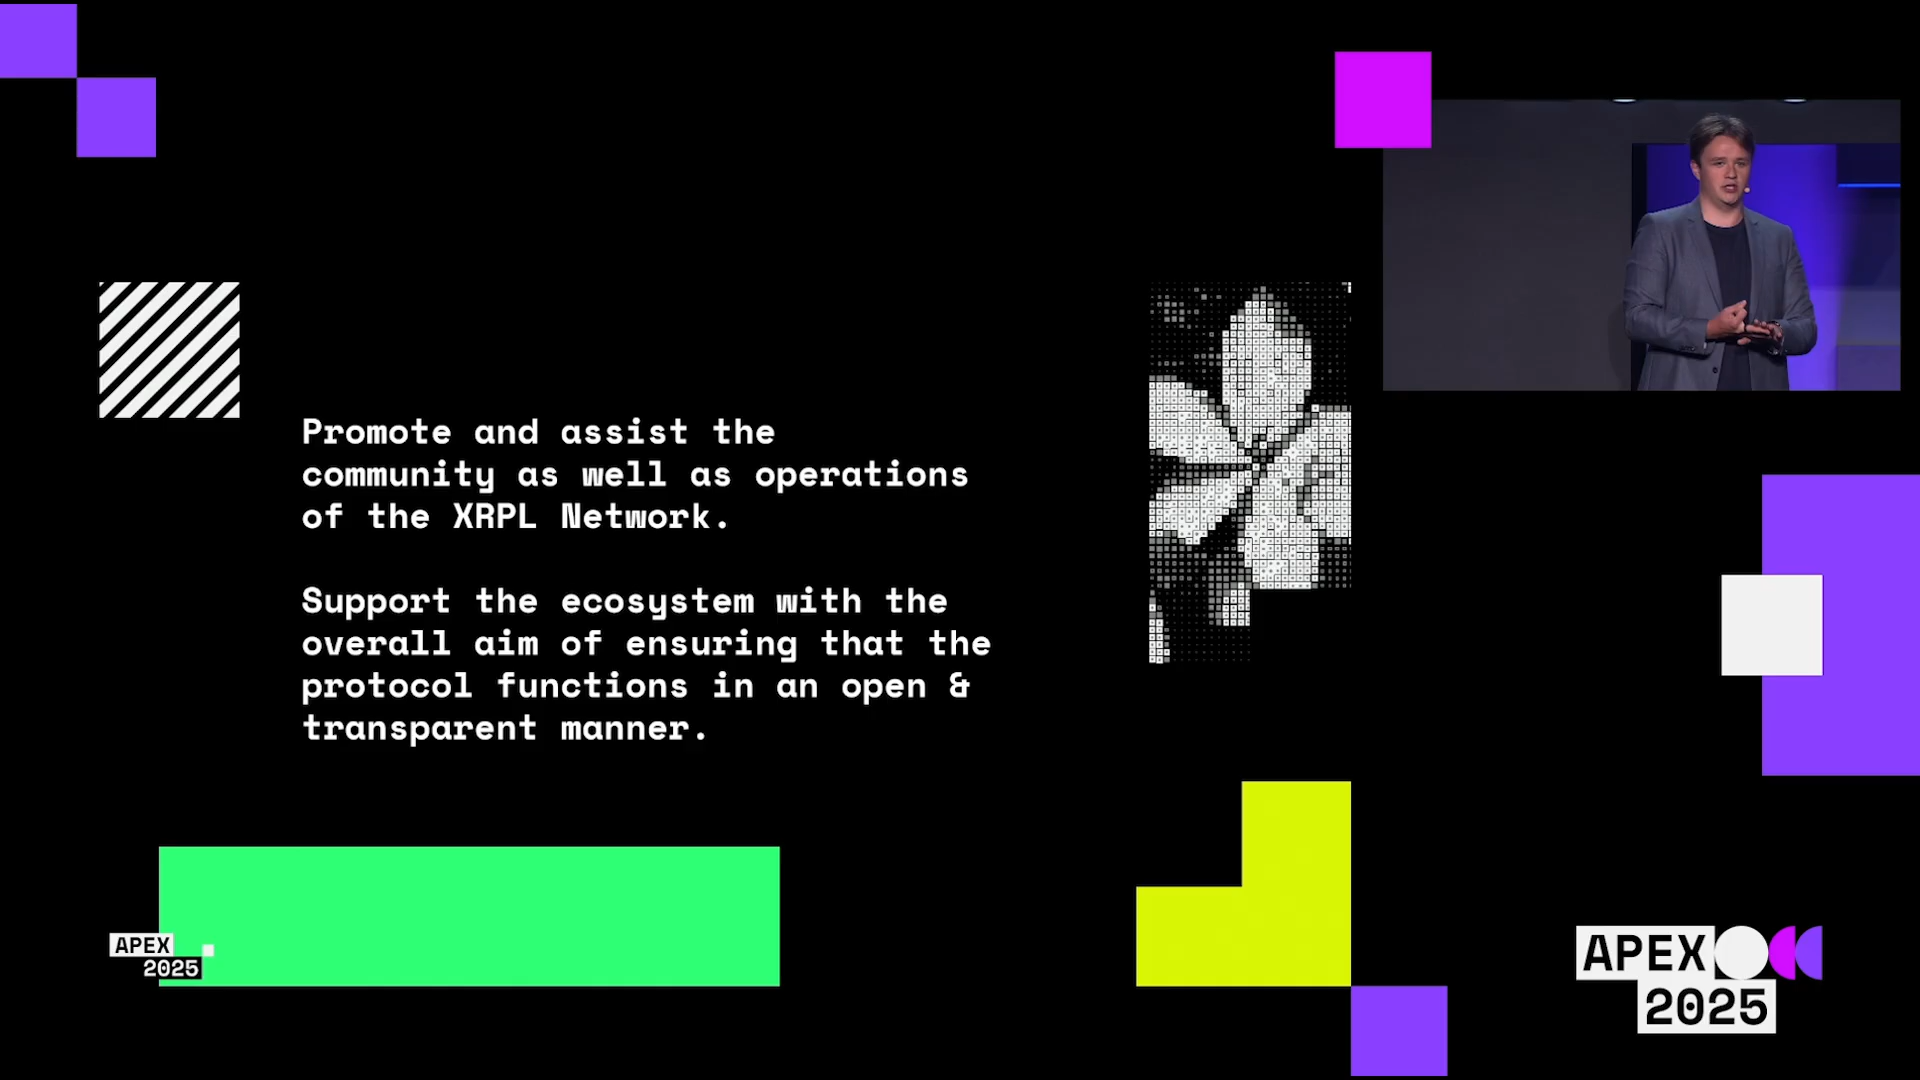 Promote and assist the
community as well as operations
of the XRPL Network.
Support the ecosystem with the
overall aim of ensuring that the
protocol functions in an open &
transparent manner.
APEX
2025
APEX
2025